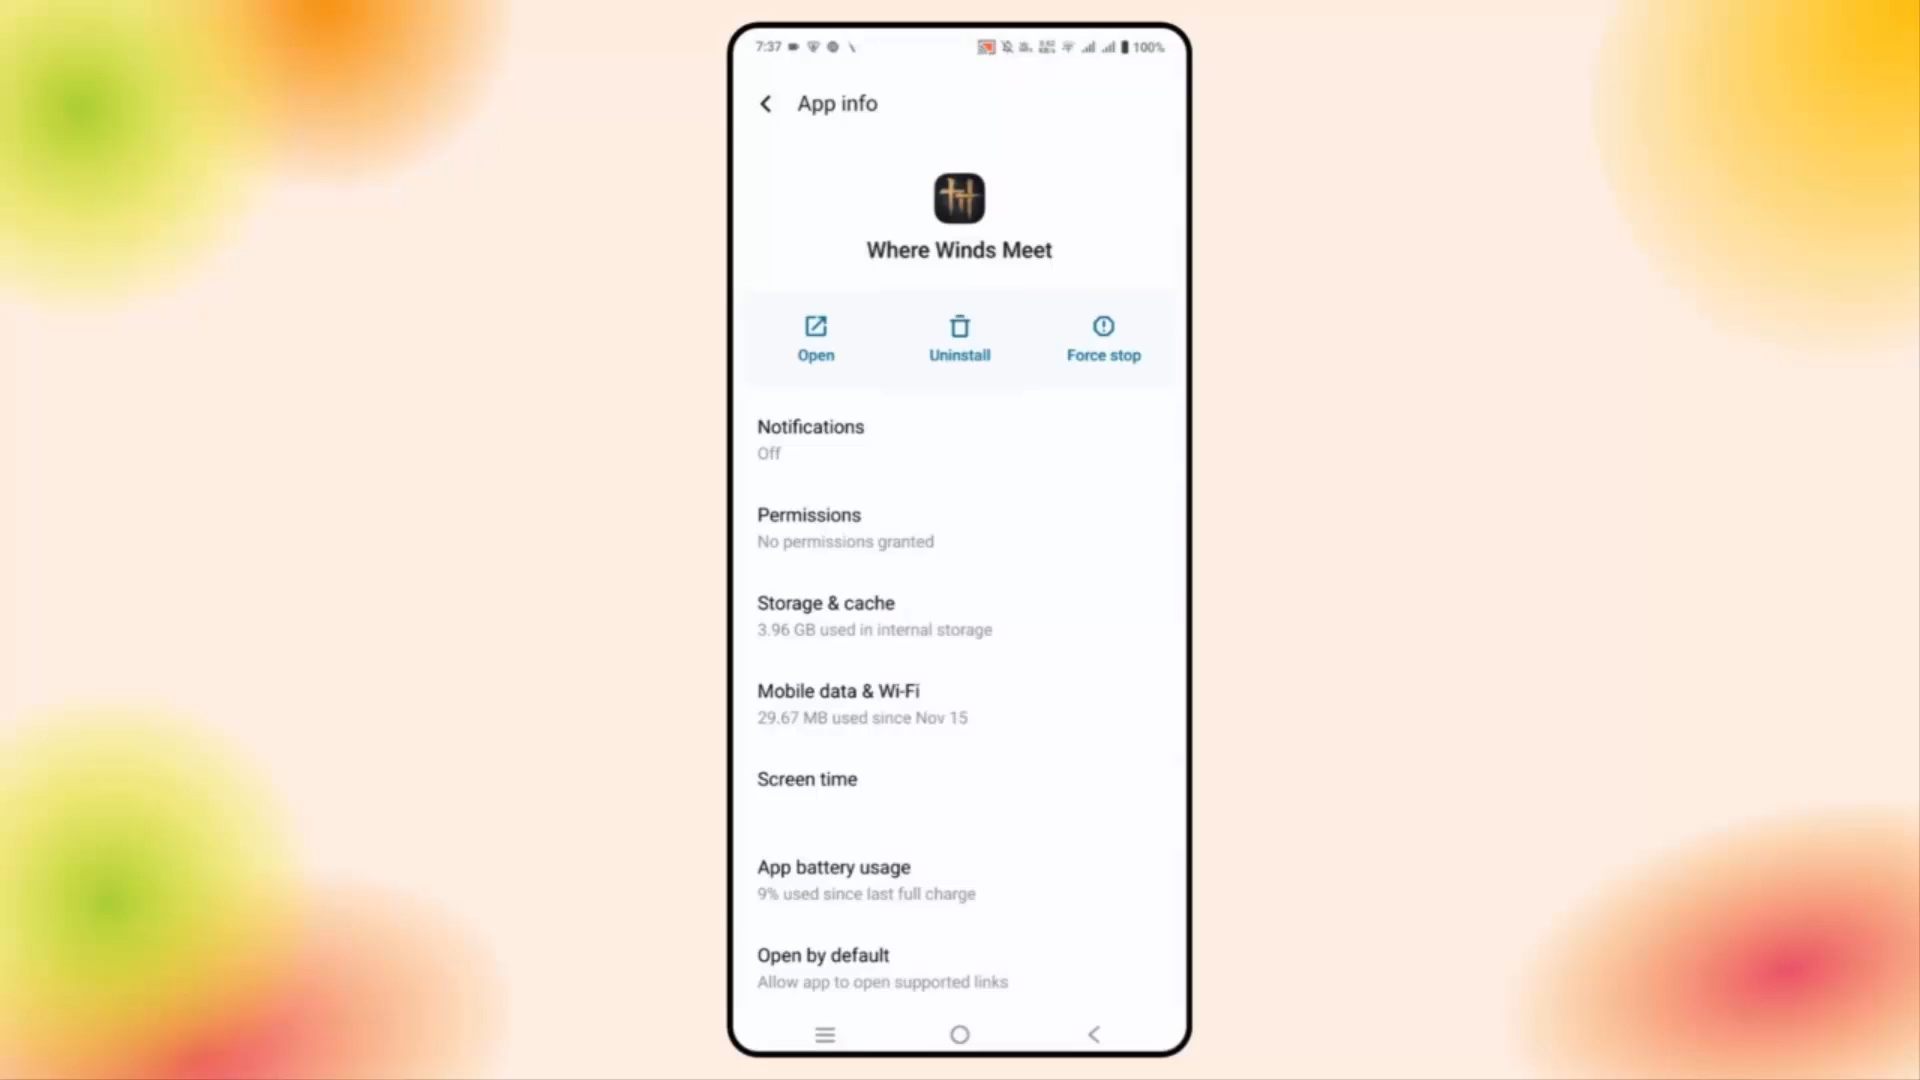 7:37 100%
App info
Where Winds Meet
Open Uninstall Force stop
Notifications
Off
Permissions
No permissions granted
Storage & cache
3.96 GB used in internal storage
Mobile data & Wi-Fi
29.67 MB used since Nov 15
Screen time
App battery usage
9% used since last full charge
Open by default
Allow app to open supported links